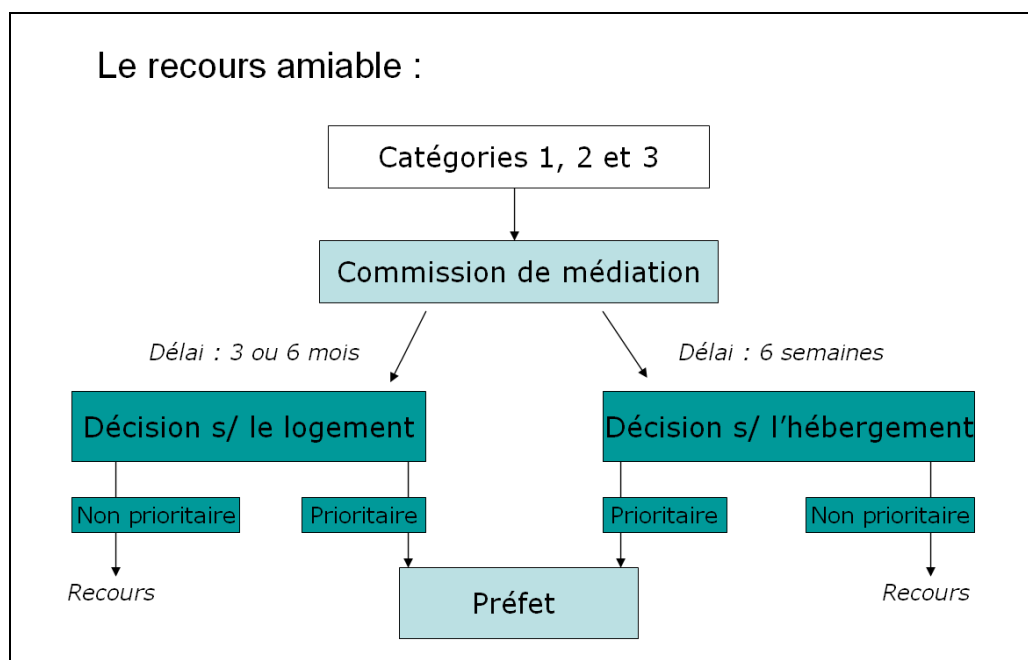 Le recours amiable :
Catégories 1, 2 et 3
Commission de médiation
Délai : 3 ou 6 mois
Délai : 6 semaines
Décision s/ le logement
Décision s/ l'hébergement
Non prioritaire
Prioritaire
Prioritaire
Non prioritaire
Recours
Préfet
Recours